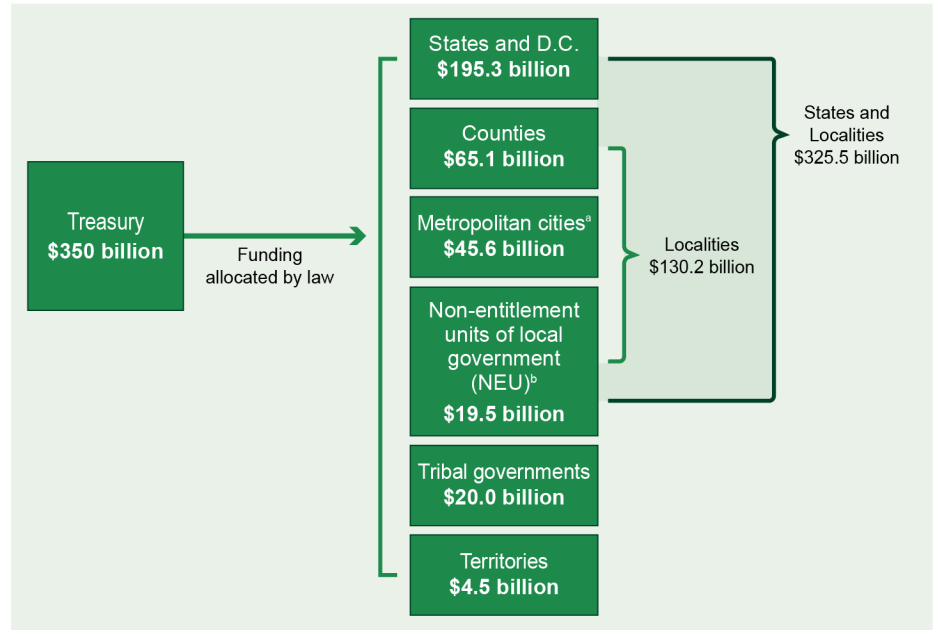 Treasury
$350 billion
Funding
allocated by law
States and D.C.
$195.3 billion
Counties
$65.1 billion
Metropolitan citiesᵃ
$45.6 billion
Non-entitlement
units of local
government
(NEU)ᵇ
$19.5 billion
Tribal governments
$20.0 billion
Territories
$4.5 billion
Localities
$130.2 billion
States and
Localities
$325.5 billion